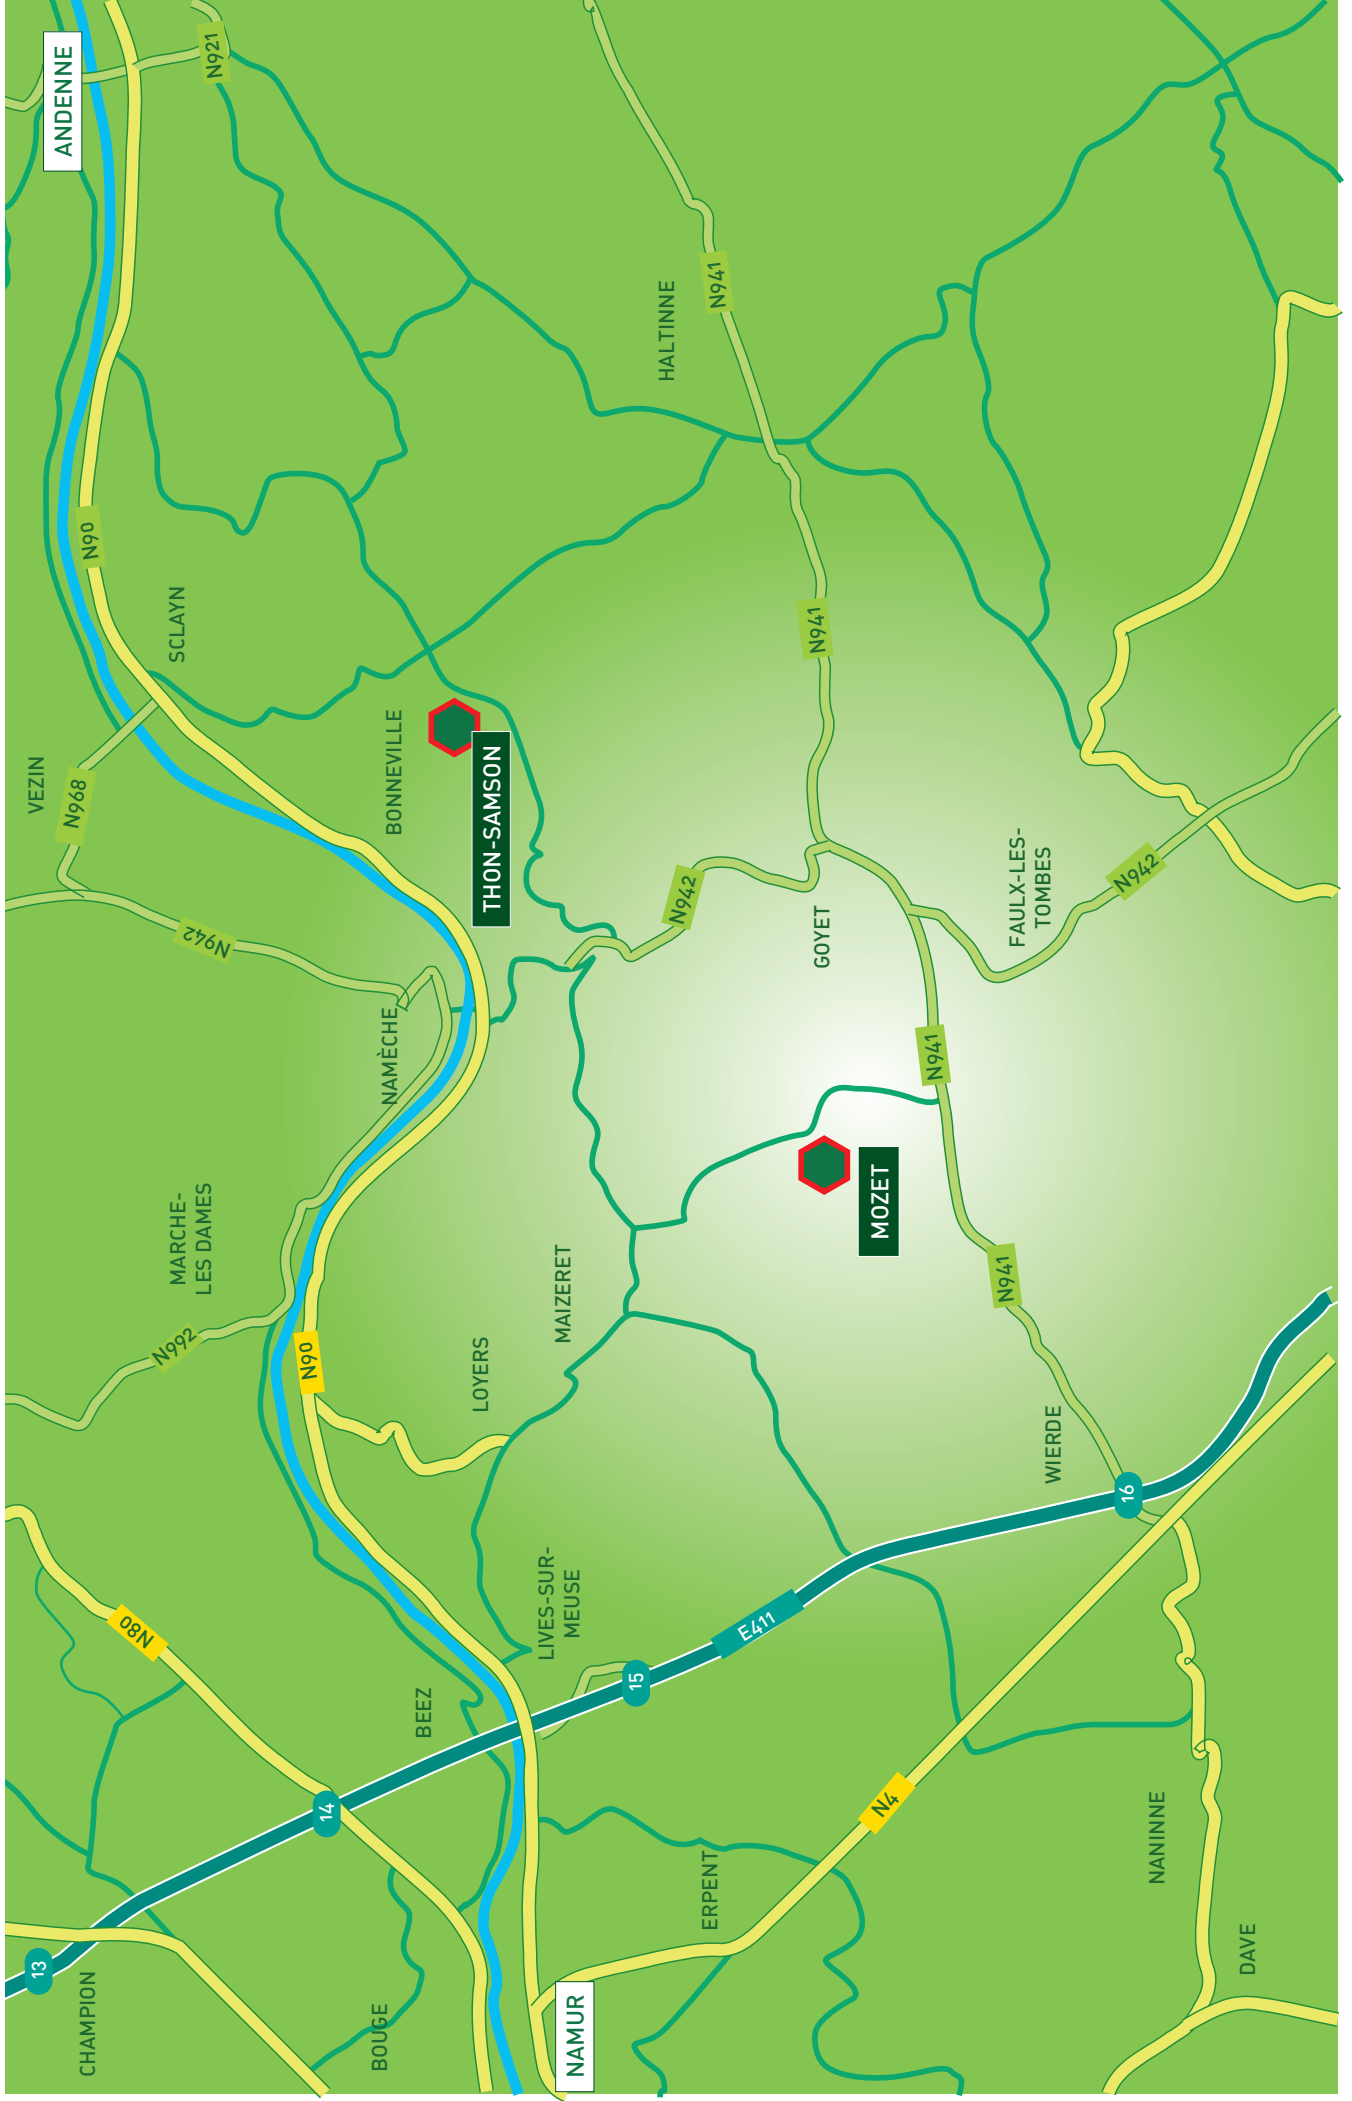 CHAMPION
13
BOUGE
14
N80
BEEZ
NAMUR
ERPENT
DAVE
NANINNE
N4
E411
15
LIVES-SUR-
MEUSE
16
WIERDE
N992
N90
LOYERS
MAIZERET
MARCHE-
LES DAMES
N941
MOZET
N941
NAMÈCHE
N942
GOYET
N942
FAULX-LES-
TOMBES
N942
THON-SAMSON
BONNEVILLE
VEZIN
N968
SCLAYN
N941
N90
HALTINNE
N941
N921
ANDENNE